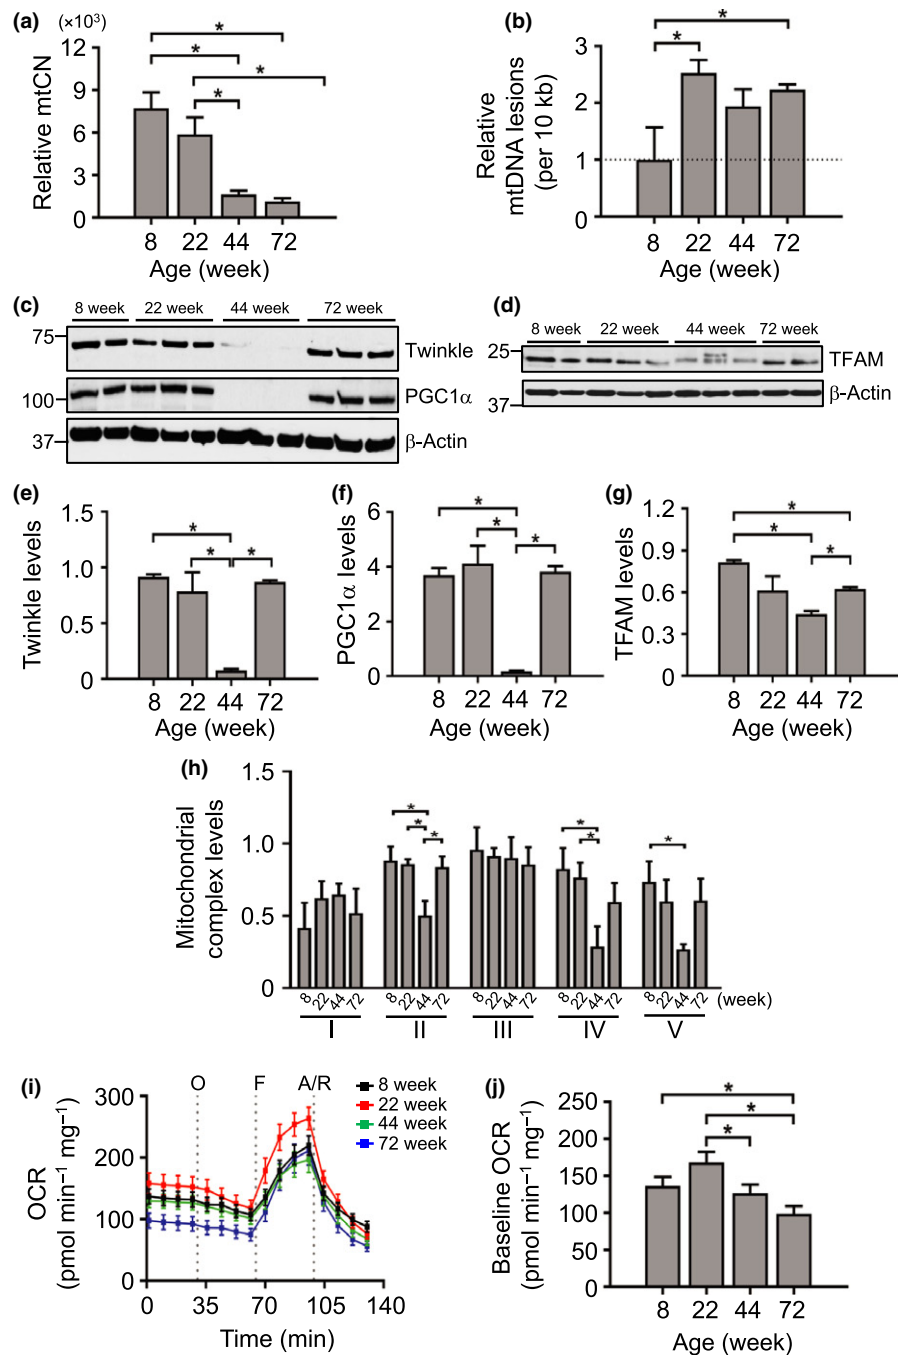 (a)
(×10³)
Relative mtCN
12
9
6
3
0
8 22 44 72
Age (week)
* * * *
(b)
Relative
mtDNA lesions
(per 10 kb)
3
2
1
0
8 22 44 72
Age (week)
* *
(c)
8 week 22 week 44 week 72 week
75
Twinkle
100
PGC1α
37
β-Actin
(d)
8 week 22 week 44 week 72 week
25
TFAM
37
β-Actin
(e)
Twinkle levels
1.5
1.0
0.5
0
8 22 44 72
Age (week)
* * *
(f)
PGC1α levels
6
4
2
0
8 22 44 72
Age (week)
* * *
(g)
TFAM levels
1.2
0.9
0.6
0.3
0
8 22 44 72
Age (week)
* * *
(h)
Mitochondrial
complex levels
1.5
1.0
0.5
0
* * * * * *
8 22 44 72 8 22 44 72 8 22 44 72 8 22 44 72 8 22 44 72 (week)
I II III IV V
(i)
O F A/R
8 week
22 week
44 week
72 week
OCR
(pmol min⁻¹ mg⁻¹)
300
200
100
0
0 35 70 105 140
Time (min)
(j)
Baseline OCR
(pmol min⁻¹ mg⁻¹)
250
200
150
100
50
0
8 22 44 72
Age (week)
* * *